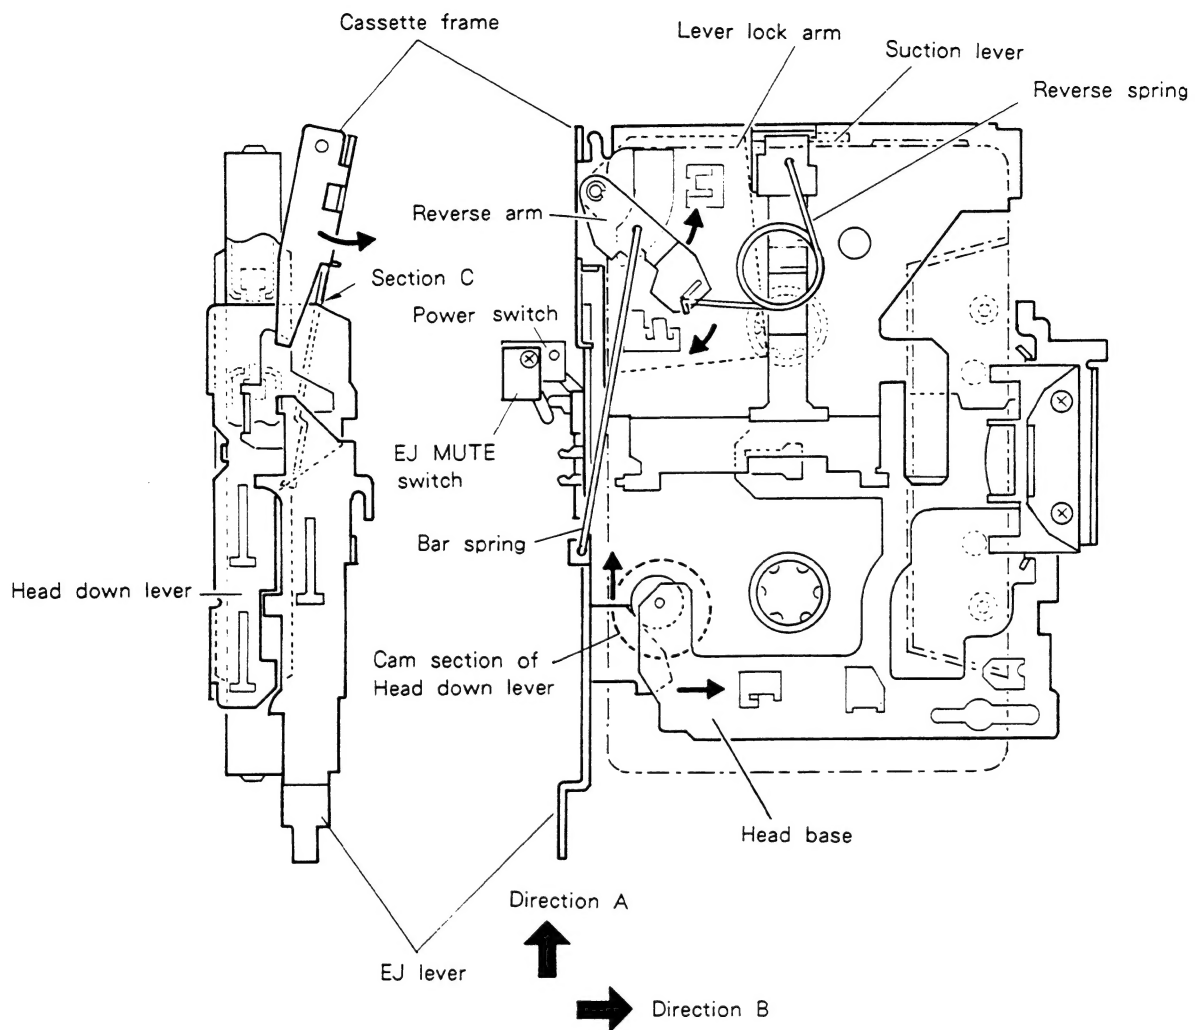 Cassette frame
Lever lock arm
Suction lever
Reverse spring
Reverse arm
Section C
Power switch
EJ MUTE
switch
Bar spring
Head down lever
Cam section of
Head down lever
Head base
Direction A
EJ lever
Direction B